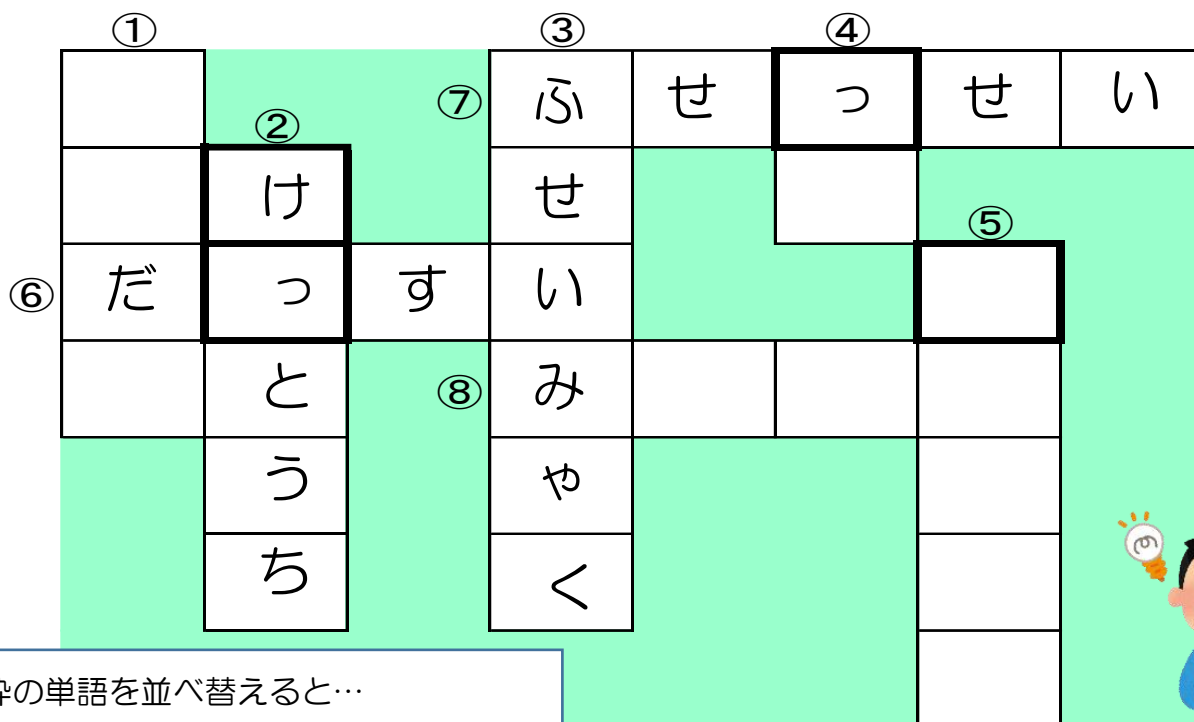 ① ③ ④
⑦ ふ せ っ せ い
② け せ
⑤
⑥ だ っ す い
と ⑧ み
う ゃ
ち く
の単語を並べ替えると…